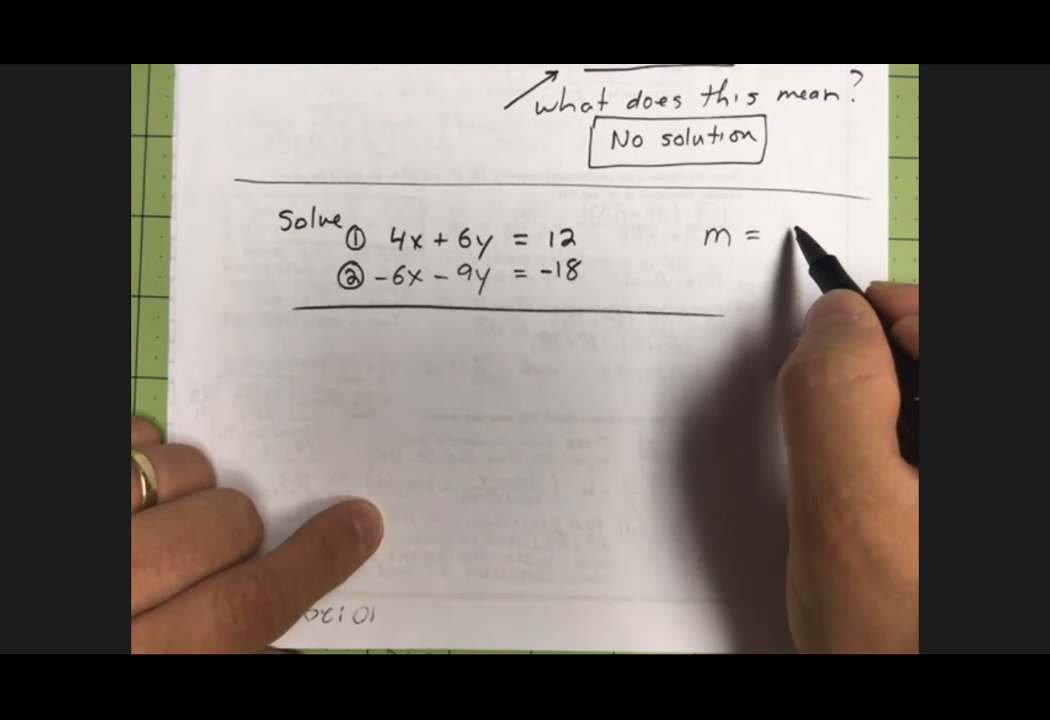 What does this mean?
No solution
Solve
① 4x + 6y = 12
② -6x - 9y = -18
m =